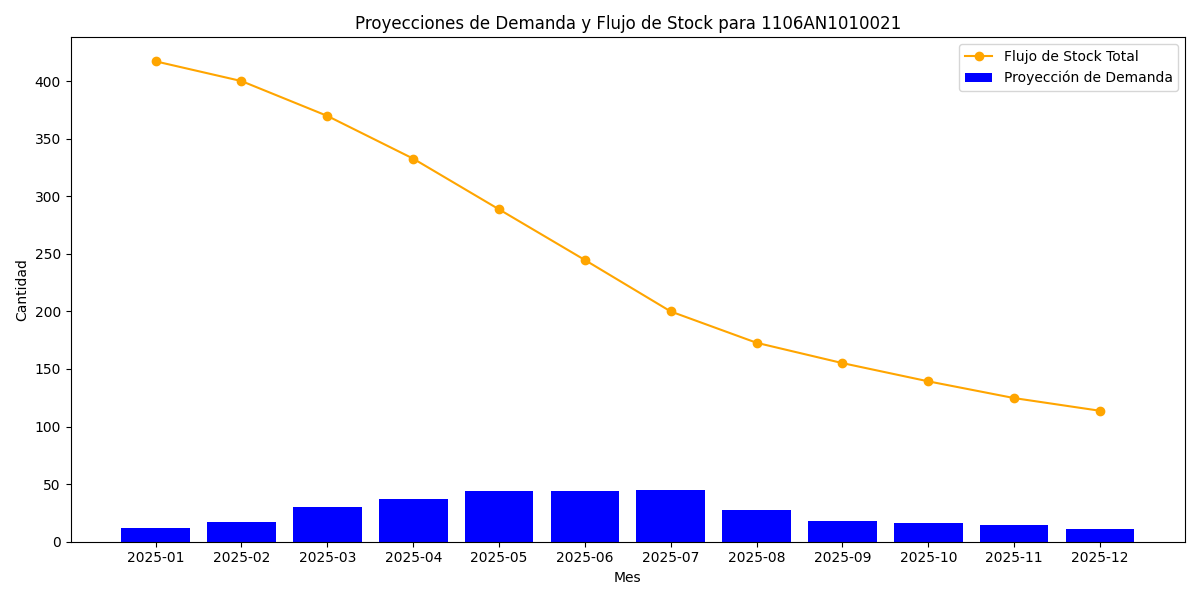 Proyecciones de Demanda y Flujo de Stock para 1106AN1010021
Flujo de Stock Total
Proyección de Demanda
Cantidad
400
350
300
250
200
150
100
50
0
2025-01 2025-02 2025-03 2025-04 2025-05 2025-06 2025-07 2025-08 2025-09 2025-10 2025-11 2025-12
Mes